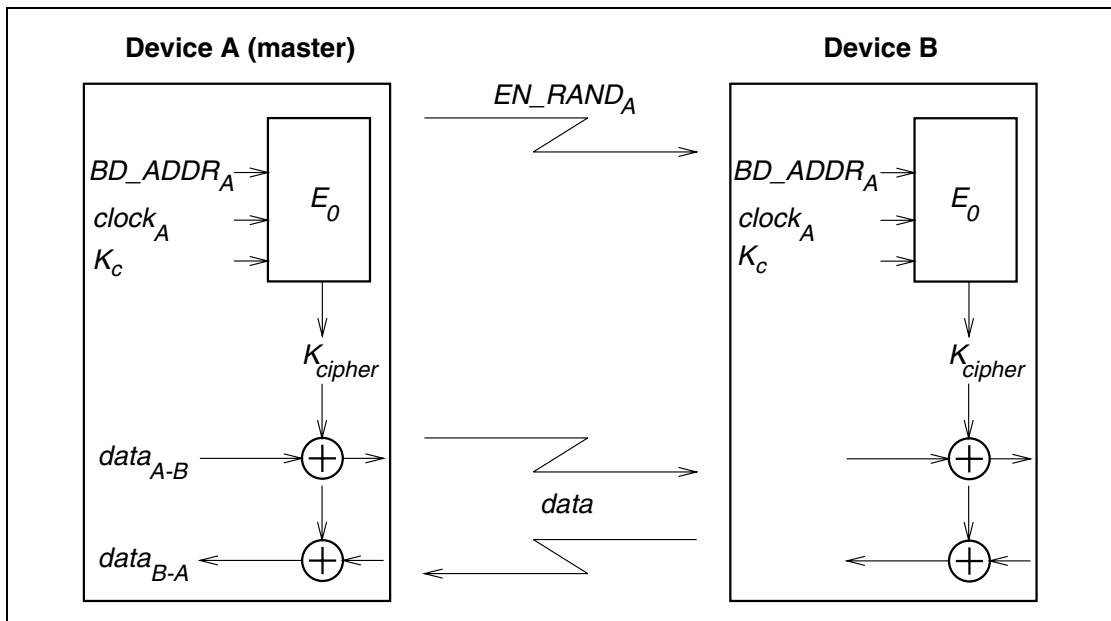 Device A (master)
Device B
EN_RAND_A
BD_ADDR_A
clock_A
K_c
E_0
K_cipher
BD_ADDR_A
clock_A
K_c
E_0
K_cipher
data_A-B
data
data_B-A